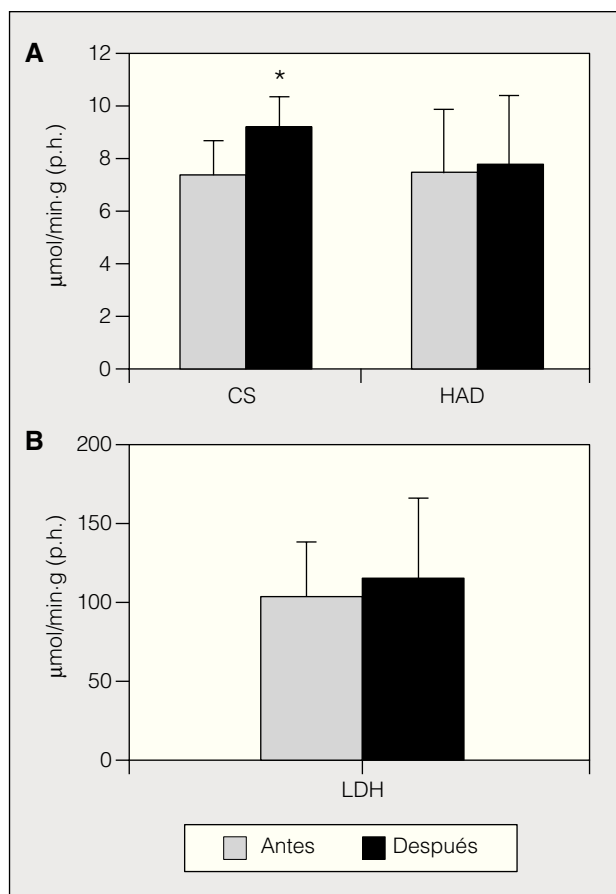 A
12
*
10
8
6
4
2
0
µmol/min·g (p.h.)
CS HAD
B
200
150
100
50
0
µmol/min·g (p.h.)
LDH
Antes Después